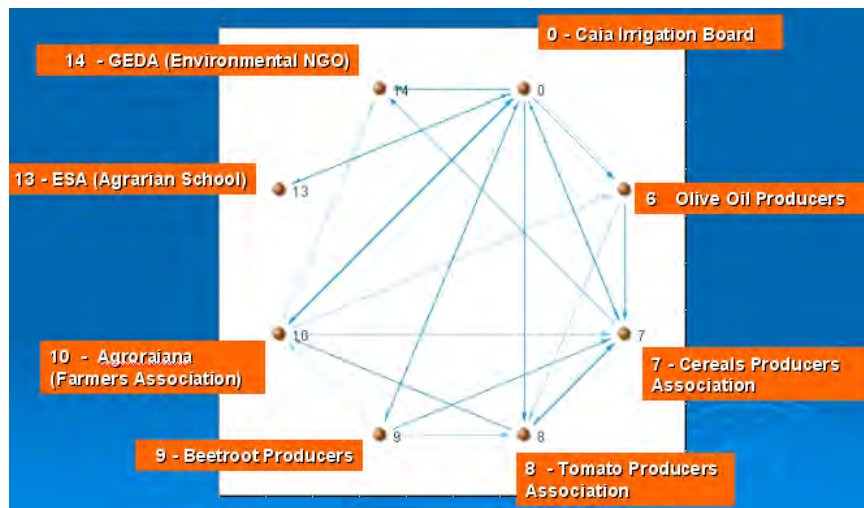 0 - Caia Irrigation Board
14 - GEDA (Environmental NGO)
14
0
13 - ESA (Agrarian School)
13
6 Olive Oil Producers
10
7
10 - Agroraiana
(Farmers Association)
7 - Cereals Producers
Association
9 - Beetroot Producers
9
8
8 - Tomato Producers
Association